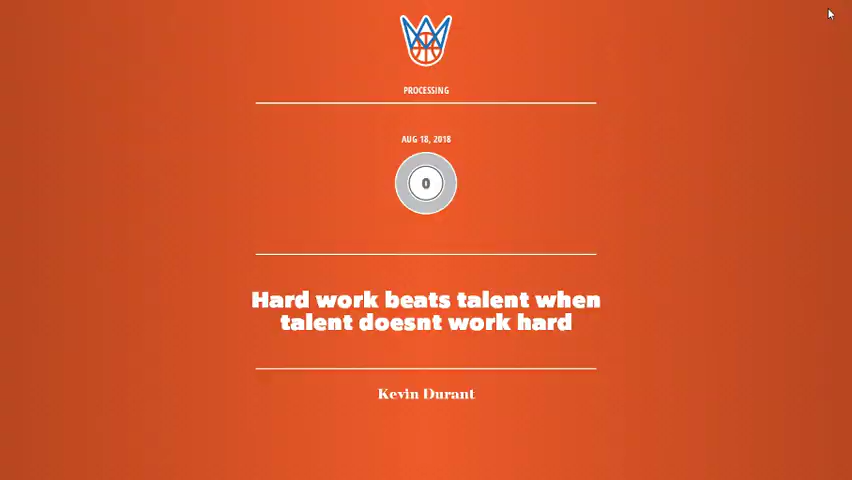 PROCESSING
AUG 18, 2018
0
Hard work beats talent when
talent doesnt work hard
Kevin Durant